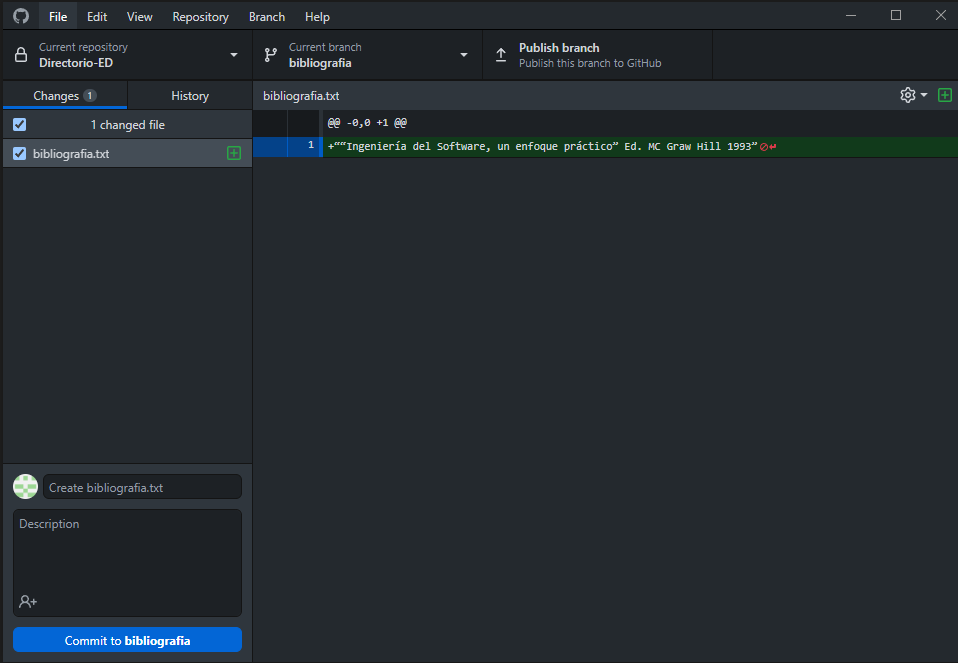 File Edit View Repository Branch Help
Current repository
Directorio-ED
Current branch
bibliografia
Publish branch
Publish this branch to GitHub
Changes 1 History
bibliografia.txt
1 changed file
@@ -0,0 +1 @@
bibliografia.txt
1 +““Ingeniería del Software, un enfoque práctico” Ed. MC Graw Hill 1993”
Create bibliografia.txt
Description
Commit to bibliografia